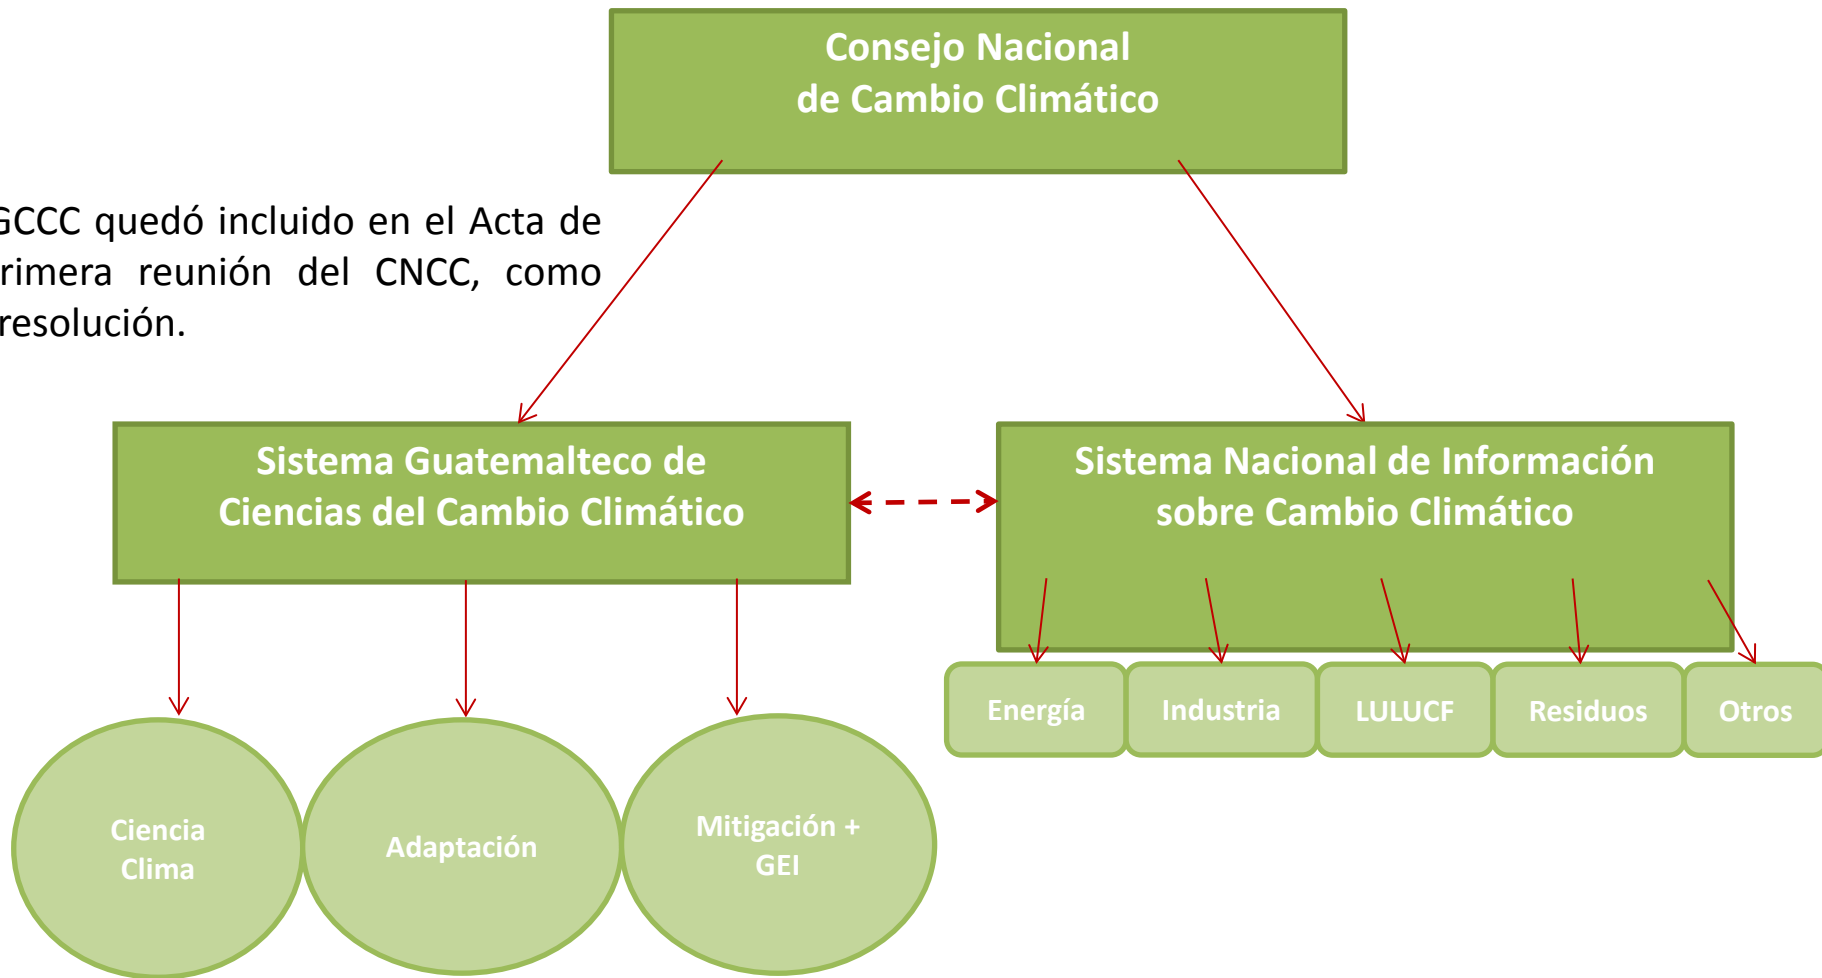 Consejo Nacional
de Cambio Climático
GCCC quedó incluido en el Acta de
rimera reunión del CNCC, como
resolución.
Sistema Guatemalteco de
Ciencias del Cambio Climático
Sistema Nacional de Información
sobre Cambio Climático
Energía
Industria
LULUCF
Residuos
Otros
Ciencia
Clima
Adaptación
Mitigación +
GEI